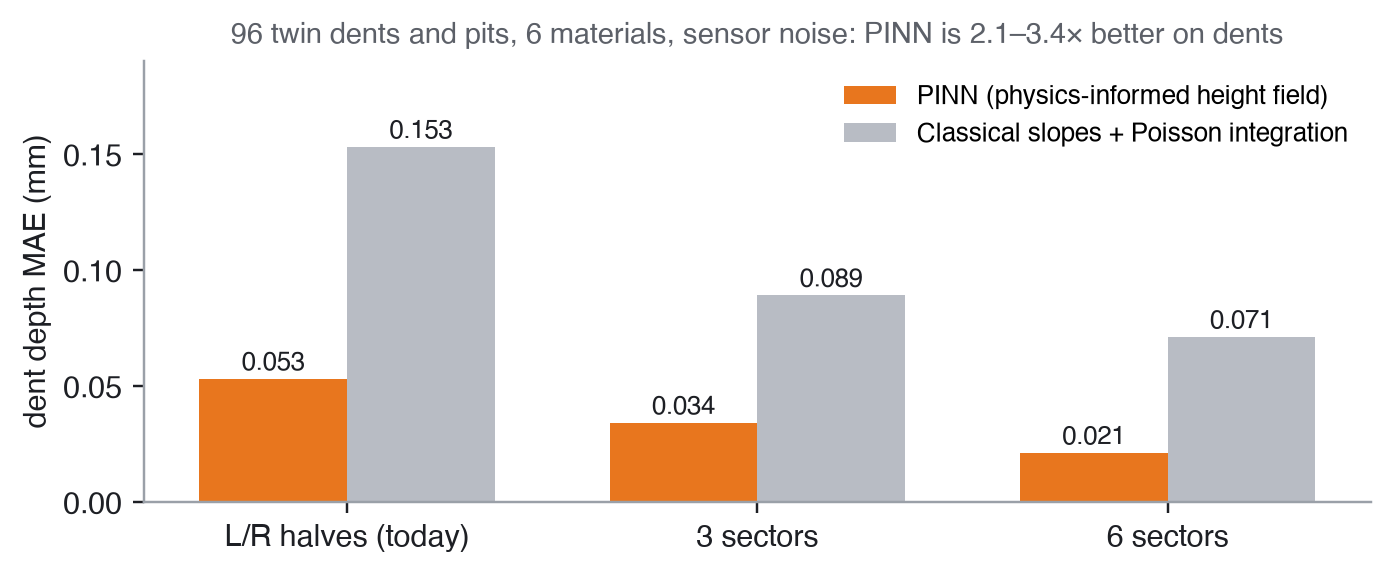 96 twin dents and pits, 6 materials, sensor noise: PINN is 2.1–3.4× better on dents
PINN (physics-informed height field)
Classical slopes + Poisson integration
dent depth MAE (mm)
0.15
0.10
0.05
0.00
0.053
0.153
0.034
0.089
0.021
0.071
L/R halves (today)
3 sectors
6 sectors